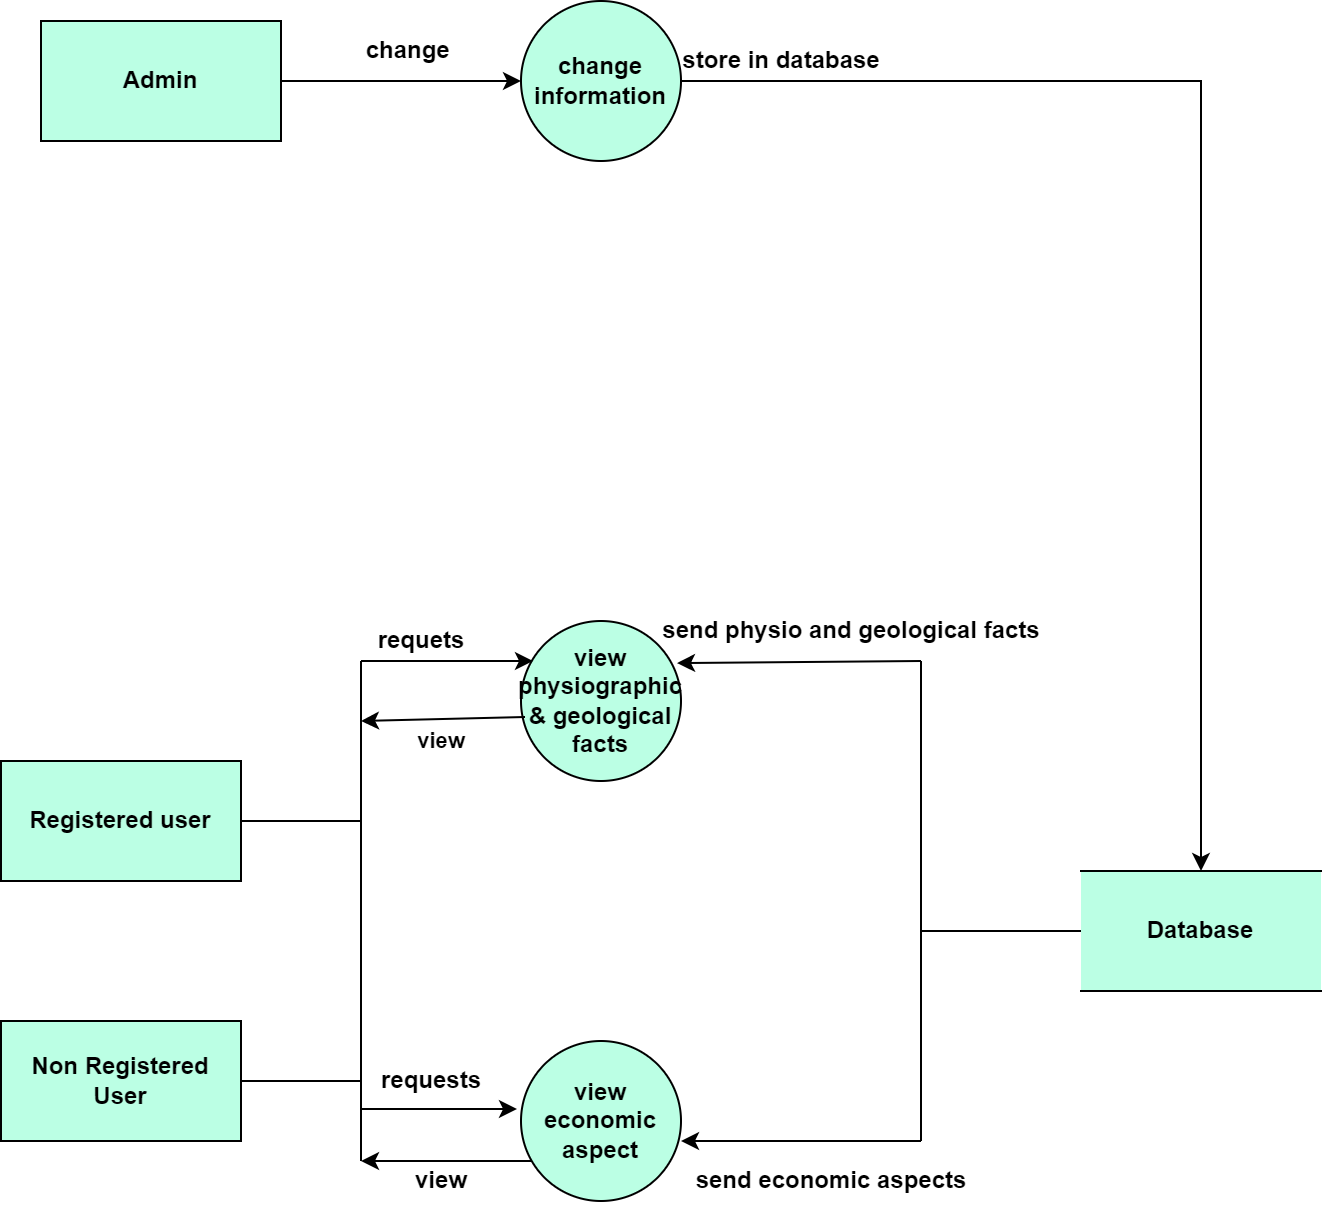 Admin
change
change
information
store in database
requets
view
physiographic
& geological
facts
send physio and geological facts
view
Registered user
Database
Non Registered
User
requests
view
economic
aspect
view
send economic aspects